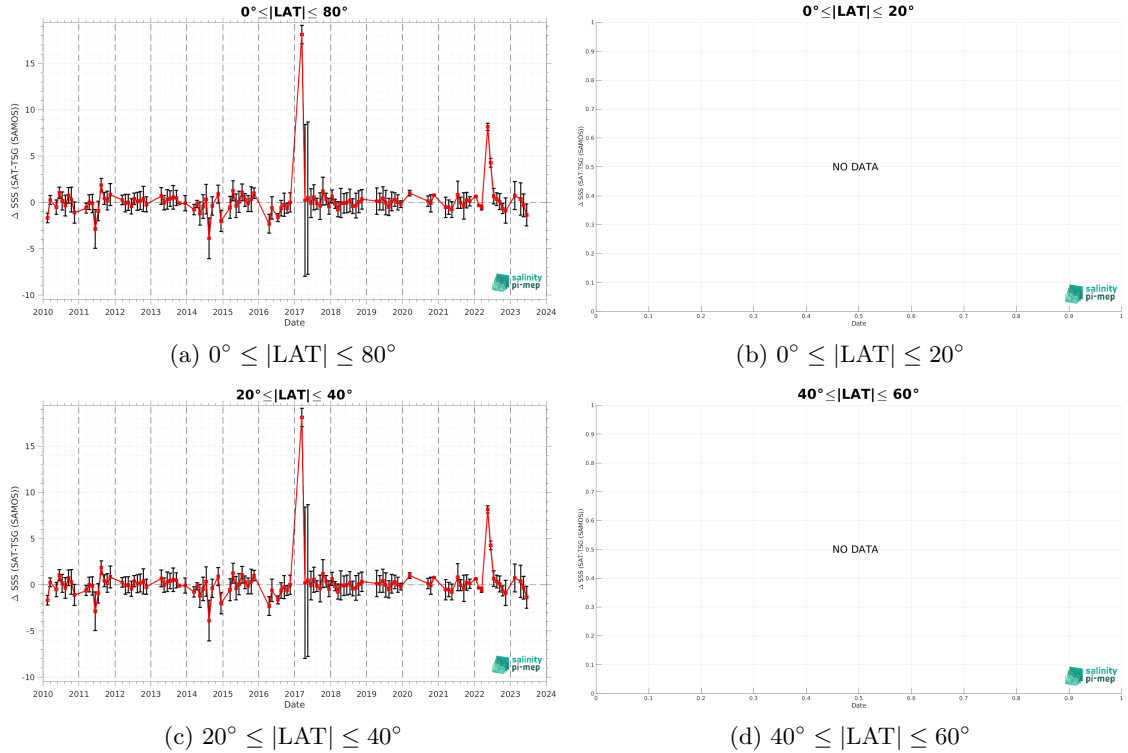 0°≤|LAT|≤ 80°
Δ SSS (SAT-TSG (SAMOS))
15
10
5
0
-5
-10
2010 2011 2012 2013 2014 2015 2016 2017 2018 2019 2020 2021 2022 2023 2024
Date
salinity
pi-mep
(a) 0° ≤ |LAT| ≤ 80°
0°≤|LAT|≤ 20°
Δ SSS (SAT-TSG (SAMOS))
1
0.9
0.8
0.7
0.6
0.5
0.4
0.3
0.2
0.1
0
NO DATA
0 0.1 0.2 0.3 0.4 0.5 0.6 0.7 0.8 0.9 1
Date
salinity
pi-mep
(b) 0° ≤ |LAT| ≤ 20°
20°≤|LAT|≤ 40°
Δ SSS (SAT-TSG (SAMOS))
15
10
5
0
-5
-10
2010 2011 2012 2013 2014 2015 2016 2017 2018 2019 2020 2021 2022 2023 2024
Date
salinity
pi-mep
(c) 20° ≤ |LAT| ≤ 40°
40°≤|LAT|≤ 60°
Δ SSS (SAT-TSG (SAMOS))
1
0.9
0.8
0.7
0.6
0.5
0.4
0.3
0.2
0.1
0
NO DATA
0 0.1 0.2 0.3 0.4 0.5 0.6 0.7 0.8 0.9 1
Date
salinity
pi-mep
(d) 40° ≤ |LAT| ≤ 60°